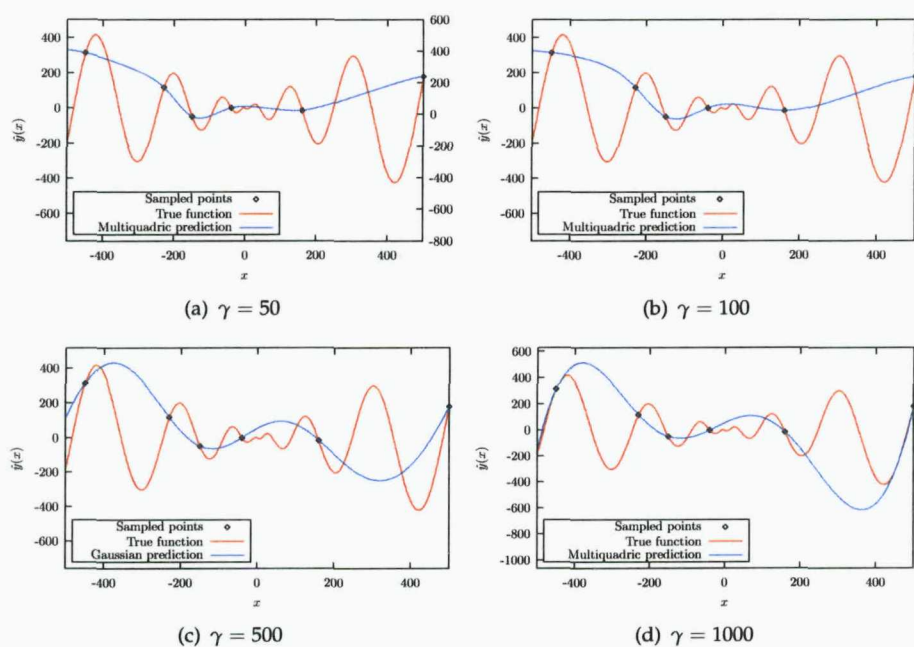 600
400
400
400
200
300
200
0
200
0
100
-200
0
-200
-400
-200
-400
-600
-400
-600
-600
-800
-400 -200 0 200 400
-400 -200 0 200 400
ŷ(x)
ŷ(x)
Sampled points
True function
Multiquadric prediction
Sampled points
True function
Multiquadric prediction
x
x
(a) γ = 50
(b) γ = 100
400
200
0
-200
-400
-600
ŷ(x)
Sampled points
True function
Gaussian prediction
-400 -200 0 200 400
x
(c) γ = 500
600
400
200
0
-200
-400
-600
-800
-1000
ŷ(x)
Sampled points
True function
Multiquadric prediction
-400 -200 0 200 400
x
(d) γ = 1000